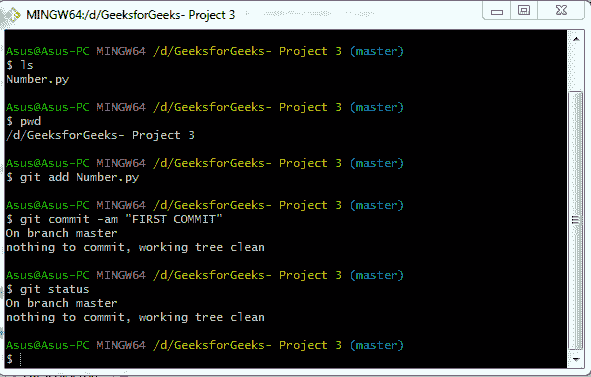 MINGW64:/d/GeeksforGeeks- Project 3
Asus@Asus-PC MINGW64 /d/GeeksforGeeks- Project 3 (master)
$ ls
Number.py
Asus@Asus-PC MINGW64 /d/GeeksforGeeks- Project 3 (master)
$ pwd
/d/GeeksforGeeks- Project 3
Asus@Asus-PC MINGW64 /d/GeeksforGeeks- Project 3 (master)
$ git add Number.py
Asus@Asus-PC MINGW64 /d/GeeksforGeeks- Project 3 (master)
$ git commit -am "FIRST COMMIT"
On branch master
nothing to commit, working tree clean
Asus@Asus-PC MINGW64 /d/GeeksforGeeks- Project 3 (master)
$ git status
On branch master
nothing to commit, working tree clean
Asus@Asus-PC MINGW64 /d/GeeksforGeeks- Project 3 (master)
$